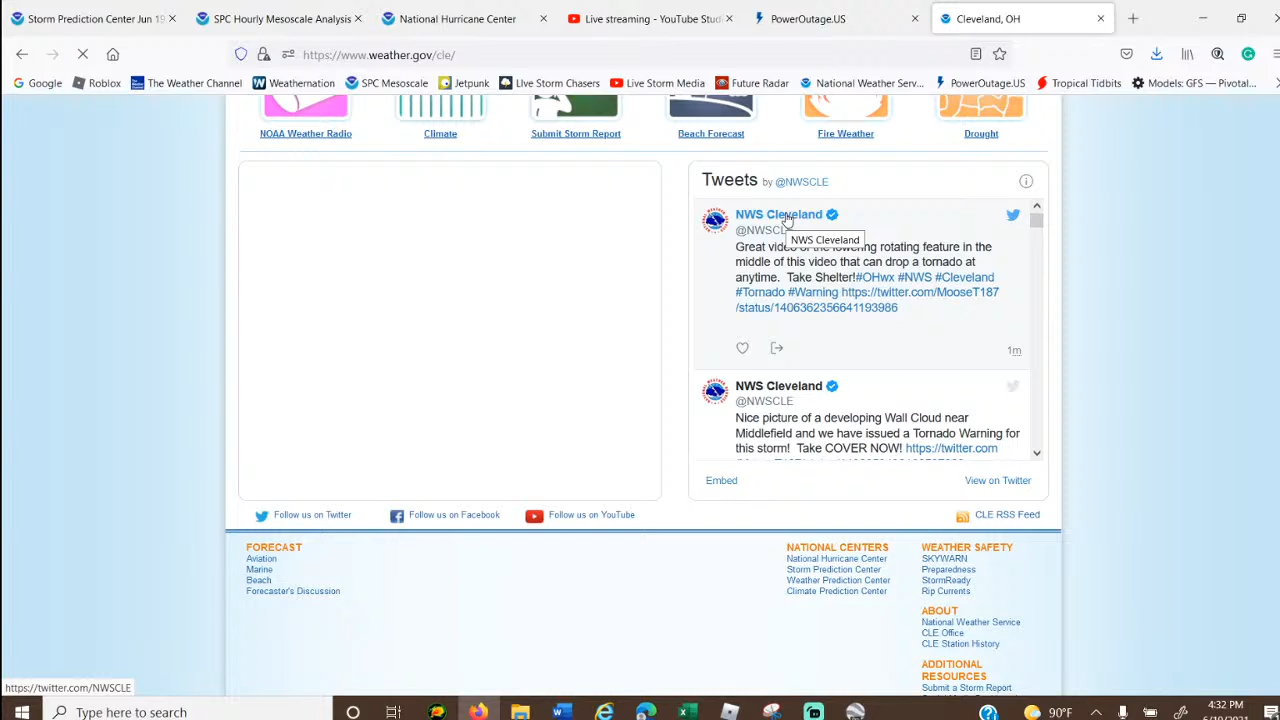 Storm Prediction Center Jun 19
SPC Hourly Mesoscale Analysis
National Hurricane Center
Live streaming - YouTube Stud
PowerOutage.US
Cleveland, OH
https://www.weather.gov/cle/
Google
Roblox
The Weather Channel
Weathernation
SPC Mesoscale
Jetpunk
Live Storm Chasers
Live Storm Media
Future Radar
National Weather Serv...
PowerOutage.US
Tropical Tidbits
Models: GFS — Pivotal...
NOAA Weather Radio
Climate
Submit Storm Report
Beach Forecast
Fire Weather
Drought
Tweets by @NWSCLE
NWS Cleveland
@NWSCL
NWS Cleveland
Great video of the lowering rotating feature in the
middle of this video that can drop a tornado at
anytime. Take Shelter!#OHwx #NWS #Cleveland
#Tornado #Warning https://twitter.com/MooseT187
/status/1406362356641193986
1m
NWS Cleveland
@NWSCLE
Nice picture of a developing Wall Cloud near
Middlefield and we have issued a Tornado Warning for
this storm! Take COVER NOW! https://twitter.com
Embed
View on Twitter
Follow us on Twitter
Follow us on Facebook
Follow us on YouTube
CLE RSS Feed
FORECAST
Aviation
Marine
Beach
Forecaster's Discussion
NATIONAL CENTERS
National Hurricane Center
Storm Prediction Center
Weather Prediction Center
Climate Prediction Center
WEATHER SAFETY
SKYWARN
Preparedness
StormReady
Rip Currents
ABOUT
National Weather Service
CLE Office
CLE Station History
ADDITIONAL
RESOURCES
Submit a Storm Report
https://twitter.com/NWSCLE
Type here to search
90°F
4:32 PM